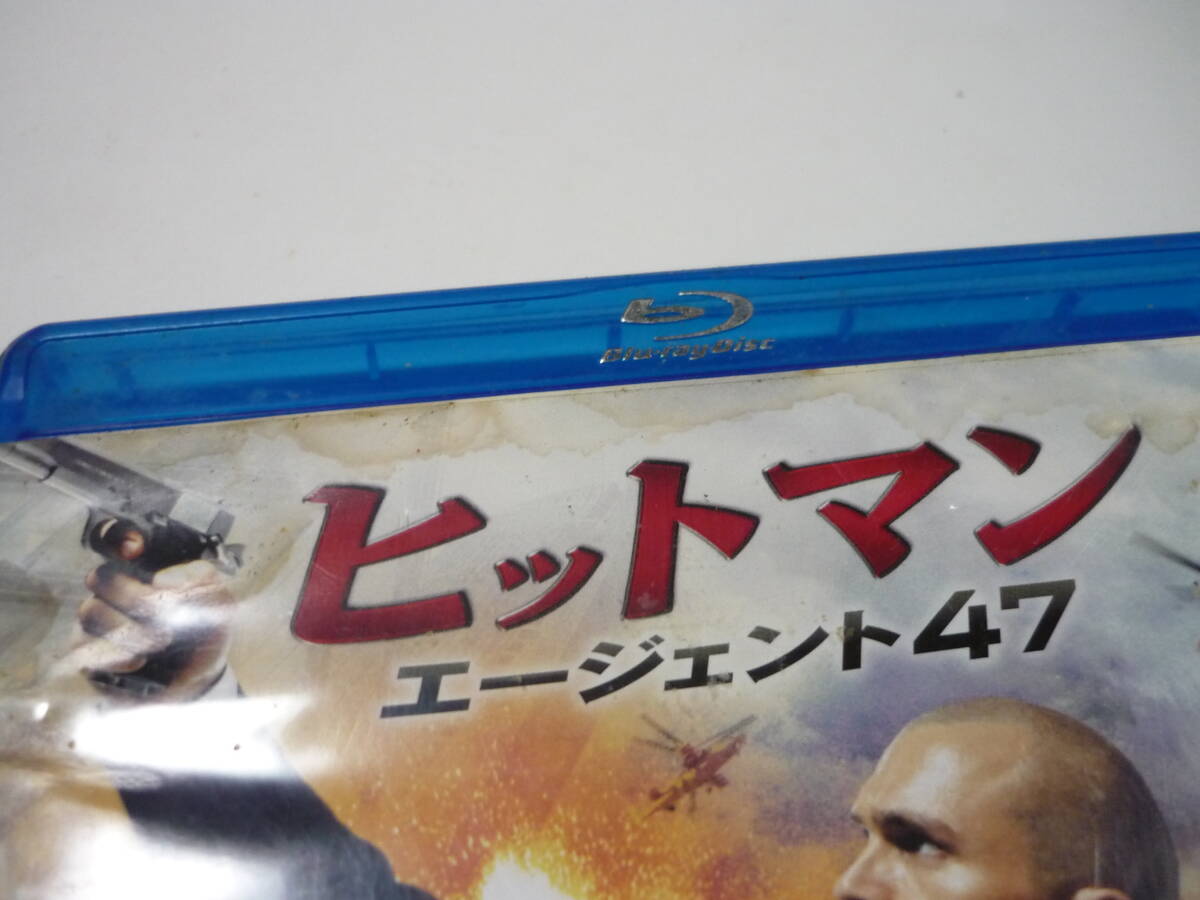 Blu-ray Disc
ヒットマン
エージェント47